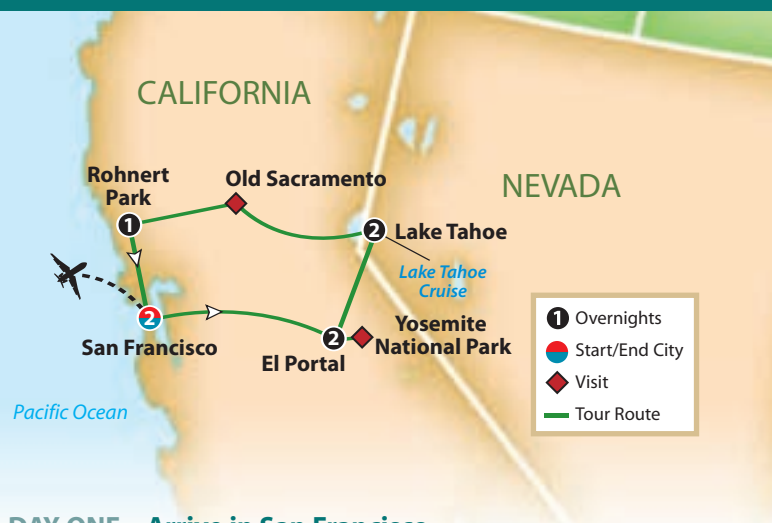 CALIFORNIA
NEVADA
Rohnert
Park
1
Old Sacramento
2
Lake Tahoe
Lake Tahoe
Cruise
2
San Francisco
2
El Portal
Yosemite
National Park
Pacific Ocean
1 Overnights
Start/End City
Visit
Tour Route